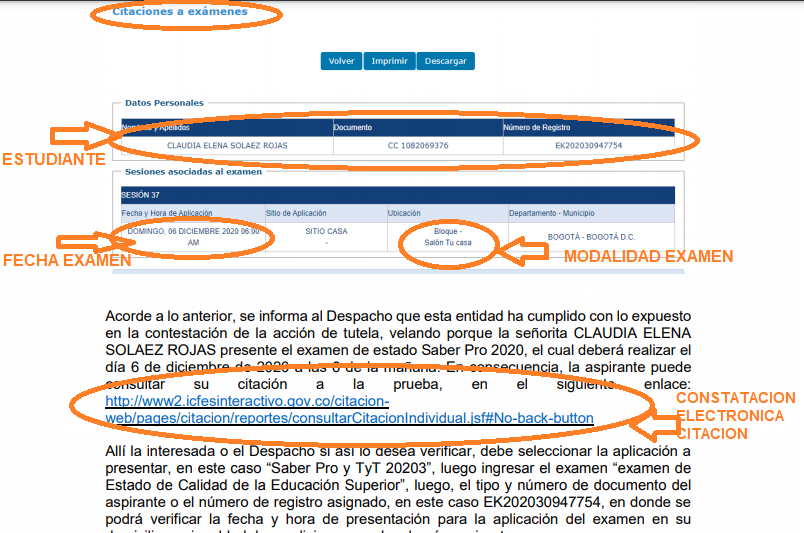 Citaciones a exámenes
Volver Imprimir Descargar
Datos Personales
Nombres y Apellidos Documento Número de Registro
CLAUDIA ELENA SOLAEZ ROJAS CC 1082069376 EK202030947754
ESTUDIANTE
Sesiones asociadas al examen
SESIÓN 37
Fecha y Hora de Aplicación Sitio de Aplicación Ubicación Departamento - Municipio
DOMINGO, 06 DICIEMBRE 2020 06:00 SITIO CASA Bloque - BOGOTÁ - BOGOTÁ D.C.
AM - Salón Tu casa
FECHA EXAMEN MODALIDAD EXAMEN
Acorde a lo anterior, se informa al Despacho que esta entidad ha cumplido con lo expuesto
en la contestación de la acción de tutela, velando porque la señorita CLAUDIA ELENA
SOLAEZ ROJAS presente el examen de estado Saber Pro 2020, el cual deberá realizar el
día 6 de diciembre de 2020 a las 6 de la mañana. En consecuencia, la aspirante puede
consultar su citación a la prueba, en el siguiente enlace:
http://www2.icfesinteractivo.gov.co/citacion-
web/pages/citacion/reportes/consultarCitacionIndividual.jsf#No-back-button
CONSTATACION
ELECTRONICA
CITACION
Allí la interesada o el Despacho si así lo desea verificar, debe seleccionar la aplicación a
presentar, en este caso “Saber Pro y TyT 20203”, luego ingresar el examen “examen de
Estado de Calidad de la Educación Superior”, luego, el tipo y número de documento del
aspirante o el número de registro asignado, en este caso EK202030947754, en donde se
podrá verificar la fecha y hora de presentación para la aplicación del examen en su